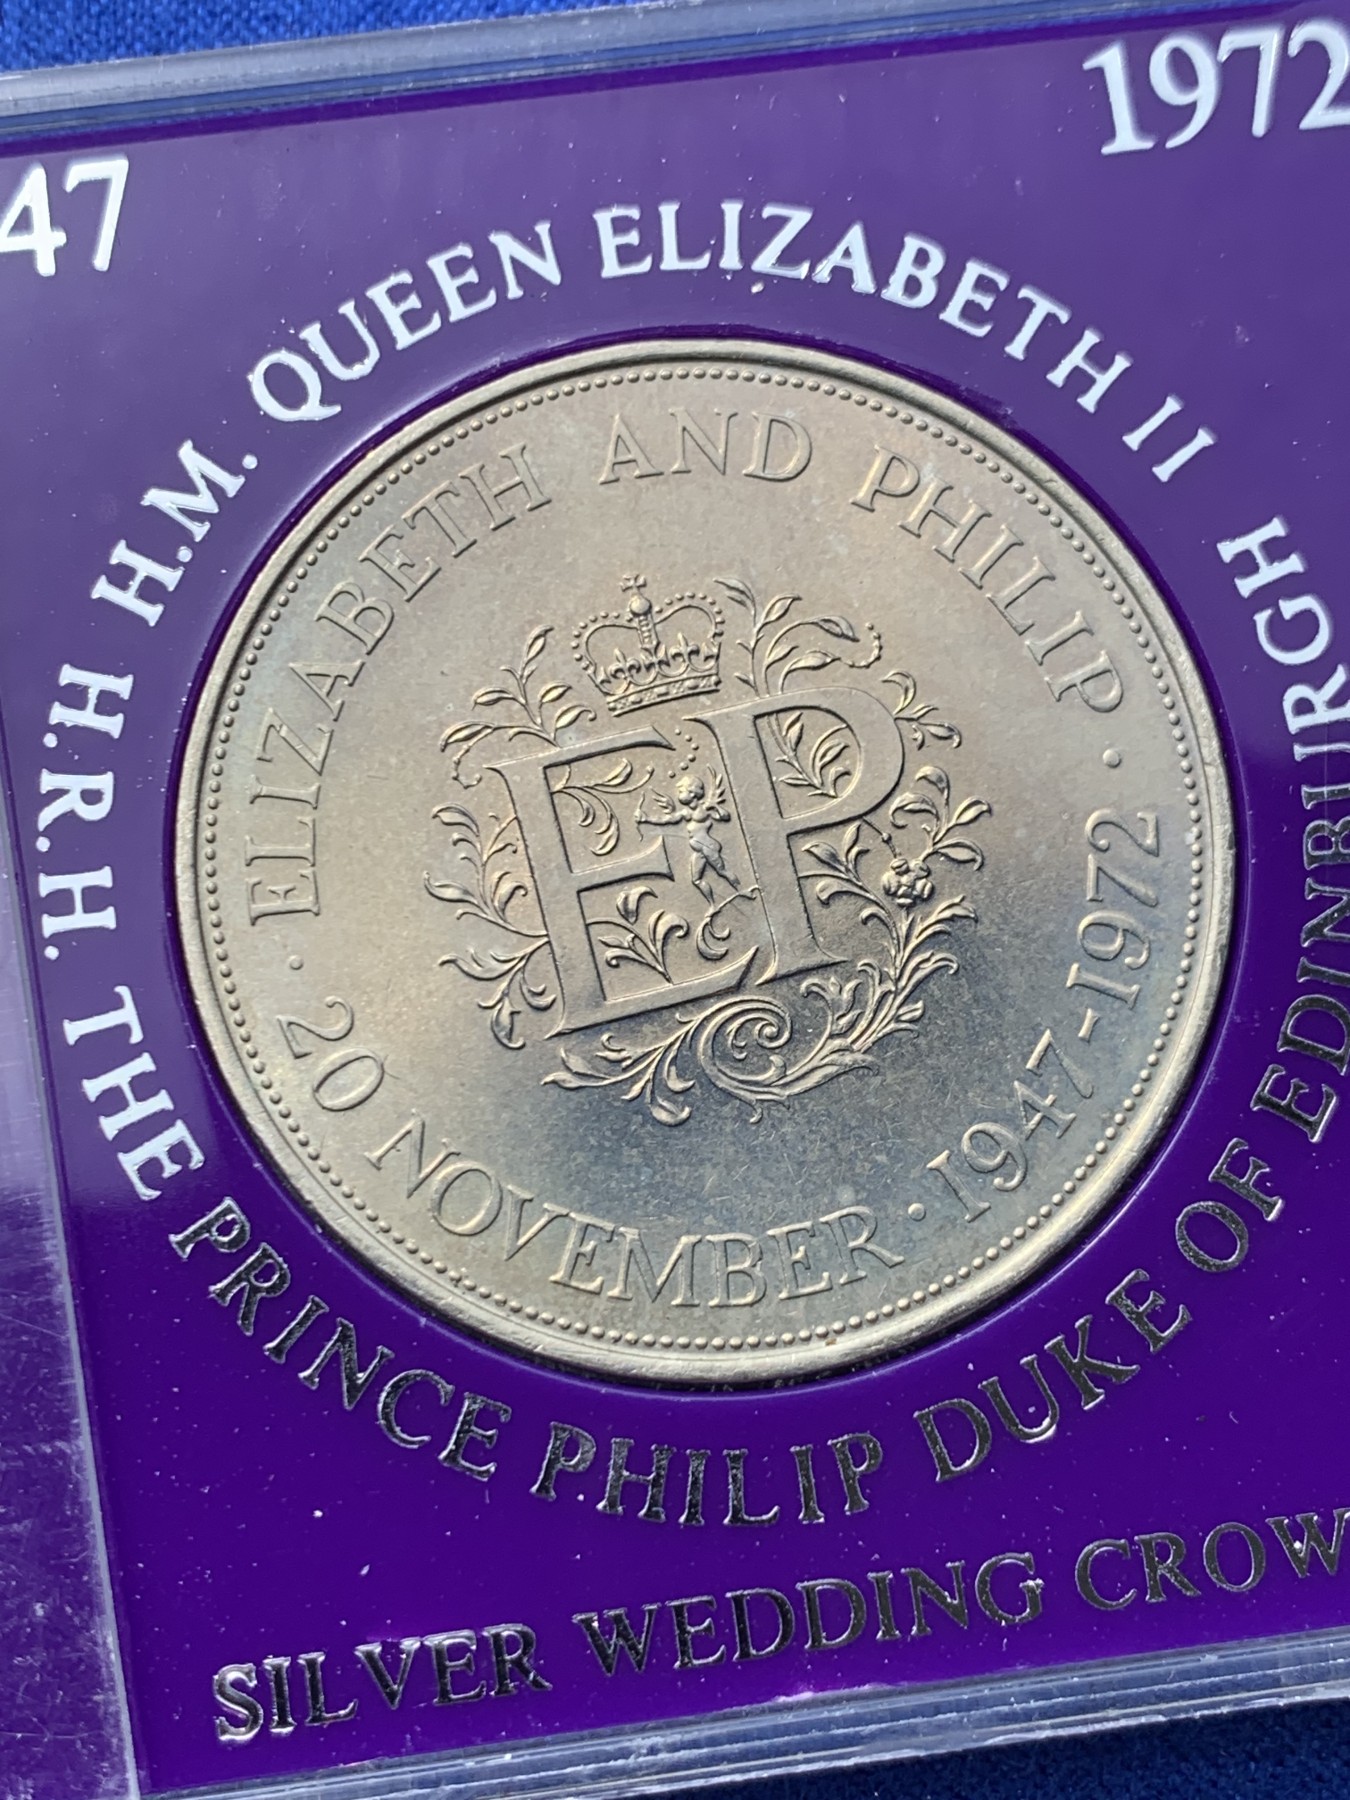 47
1972
H.M. QUEEN ELIZABETH II
H.R.H. THE PRINCE PHILIP DUKE OF EDINBURGH
ELIZABETH AND PHILIP
· 20 NOVEMBER · 1947-1972 ·
EP
SILVER WEDDING CROW